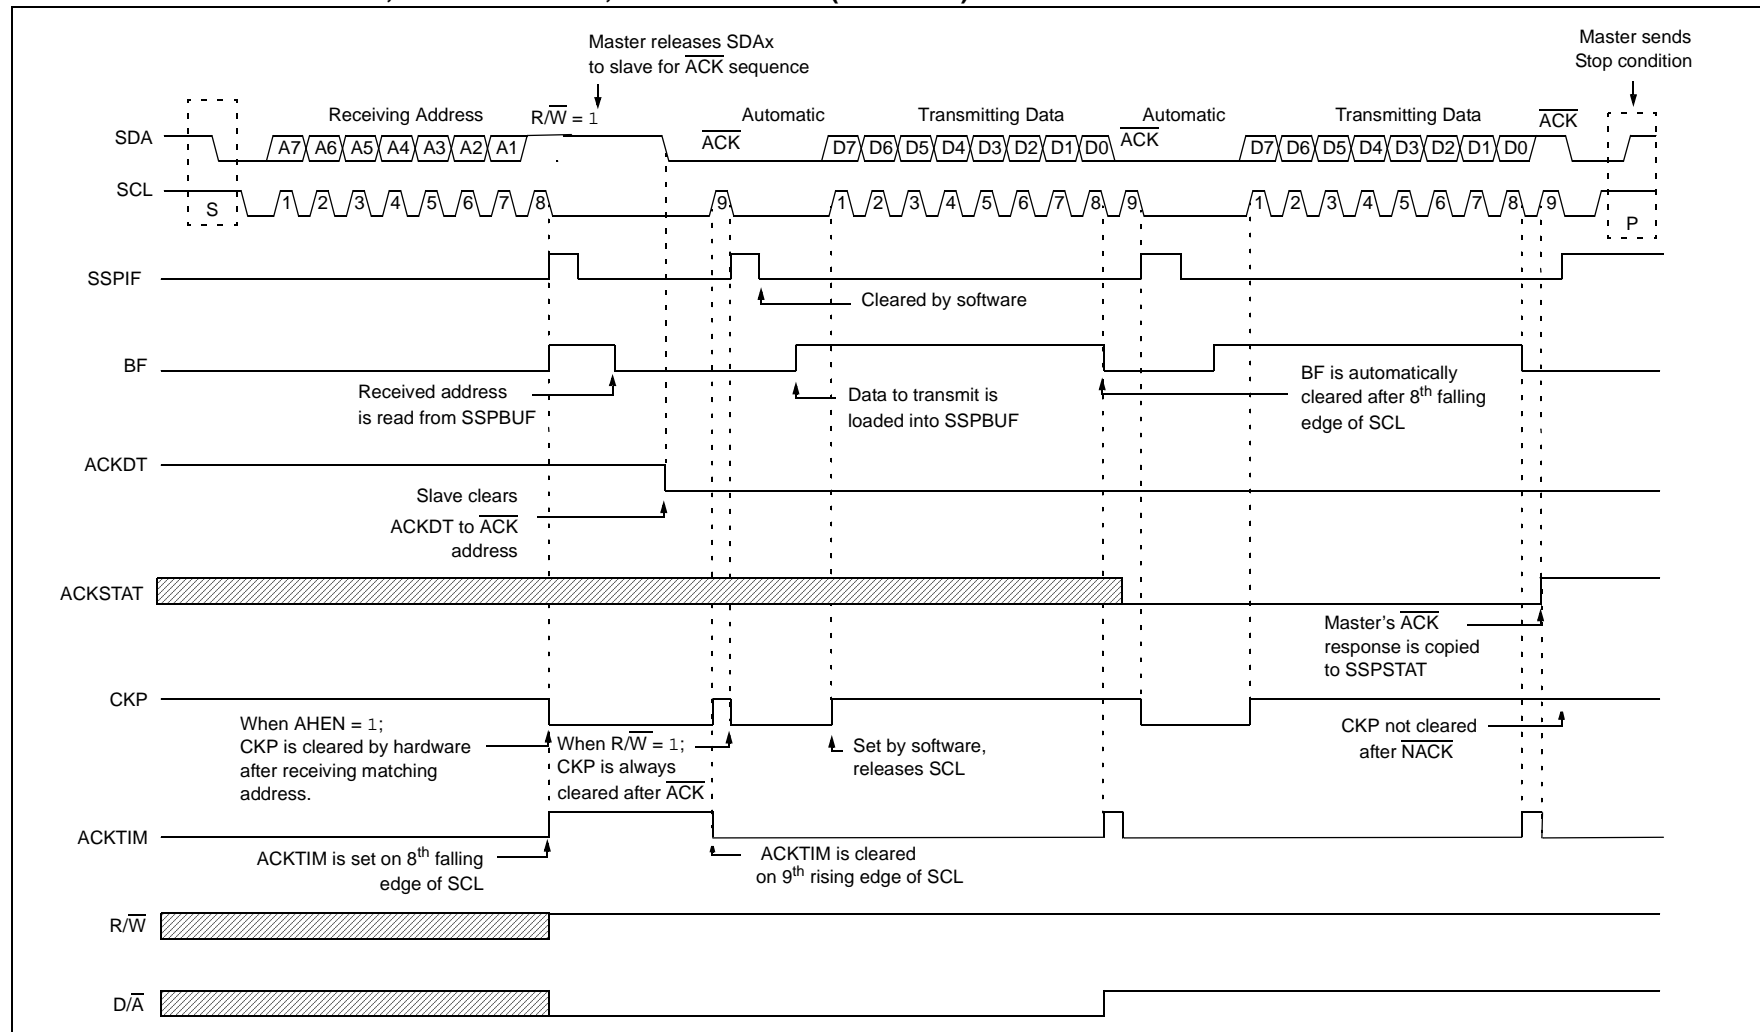 Master releases SDAx
to slave for ACK sequence
Master sends
Stop condition
Receiving Address
R/W = 1
Automatic
Transmitting Data
Automatic
Transmitting Data
ACK
SDA
A7 A6 A5 A4 A3 A2 A1
ACK
D7 D6 D5 D4 D3 D2 D1 D0
ACK
D7 D6 D5 D4 D3 D2 D1 D0
SCL
S
1 2 3 4 5 6 7 8
9
1 2 3 4 5 6 7 8 9
1 2 3 4 5 6 7 8 9
P
SSPIF
Cleared by software
BF
Received address
is read from SSPBUF
Data to transmit is
loaded into SSPBUF
BF is automatically
cleared after 8th falling
edge of SCL
ACKDT
Slave clears
ACKDT to ACK
address
ACKSTAT
Master's ACK
response is copied
to SSPSTAT
CKP
When AHEN = 1;
CKP is cleared by hardware
after receiving matching
address.
When R/W = 1;
CKP is always
cleared after ACK
Set by software,
releases SCL
CKP not cleared
after NACK
ACKTIM
ACKTIM is set on 8th falling
edge of SCL
ACKTIM is cleared
on 9th rising edge of SCL
R/W
D/A